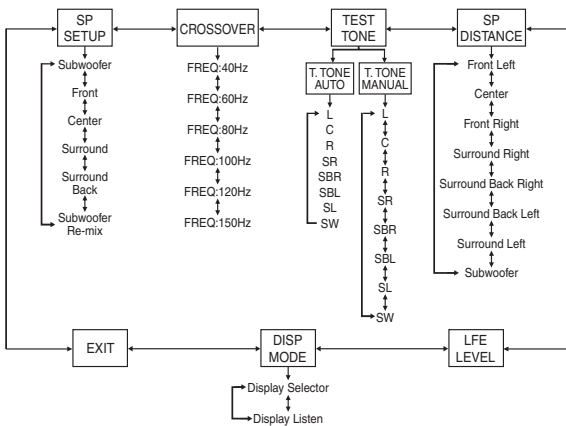 SP
SETUP
CROSSOVER
TEST
TONE
SP
DISTANCE
Subwoofer
Front
Center
Surround
Surround
Back
Subwoofer
Re-mix
FREQ:40Hz
FREQ:60Hz
FREQ:80Hz
FREQ:100Hz
FREQ:120Hz
FREQ:150Hz
T. TONE
AUTO
L
C
R
SR
SBR
SBL
SL
SW
T. TONE
MANUAL
L
C
R
SR
SBR
SBL
SL
SW
Front Left
Center
Front Right
Surround Right
Surround Back Right
Surround Back Left
Surround Left
Subwoofer
EXIT
DISP
MODE
LFE
LEVEL
Display Selector
Display Listen